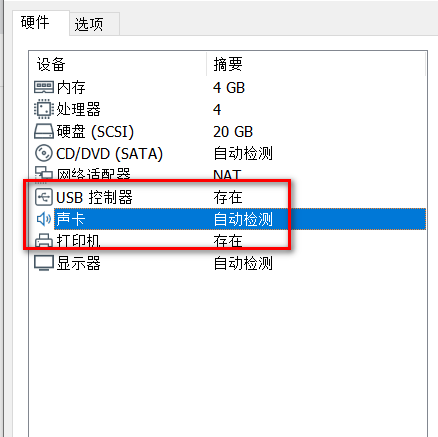 硬件 选项
设备 摘要
内存 4 GB
处理器 4
硬盘 (SCSI) 20 GB
CD/DVD (SATA) 自动检测
网络适配器 NAT
USB 控制器 存在
声卡 自动检测
打印机 存在
显示器 自动检测